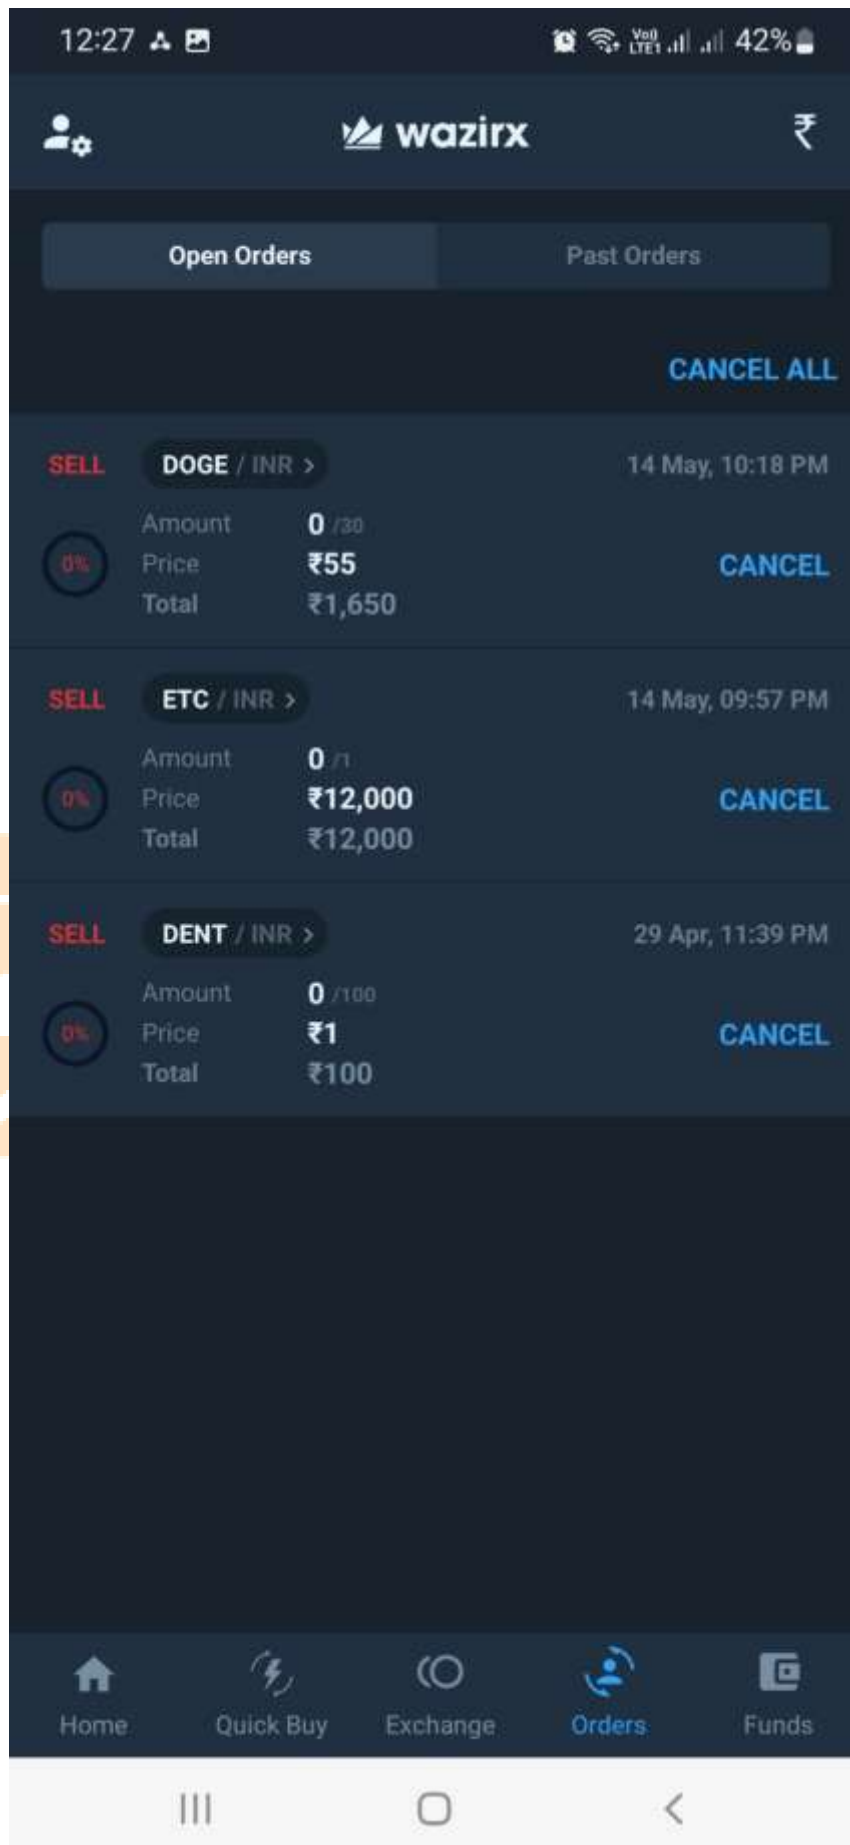 12:27 42%
Vo))
LTE1
wazirx ₹
Open Orders Past Orders
CANCEL ALL
SELL DOGE / INR > 14 May, 10:18 PM
Amount 0 /30
0% Price ₹55 CANCEL
Total ₹1,650
SELL ETC / INR > 14 May, 09:57 PM
Amount 0 /1
0% Price ₹12,000 CANCEL
Total ₹12,000
SELL DENT / INR > 29 Apr, 11:39 PM
Amount 0 /100
0% Price ₹1 CANCEL
Total ₹100
Home Quick Buy Exchange Orders Funds